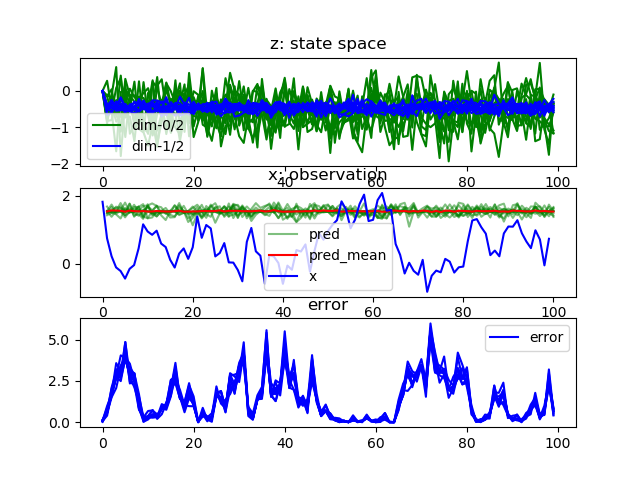 z: state space
0
−1
−2
dim-0/2
dim-1/2
0 20 40 60 80 100
x: observation
2
0
pred
pred_mean
x
0 20 40 60 80 100
error
5.0
2.5
0.0
error
0 20 40 60 80 100